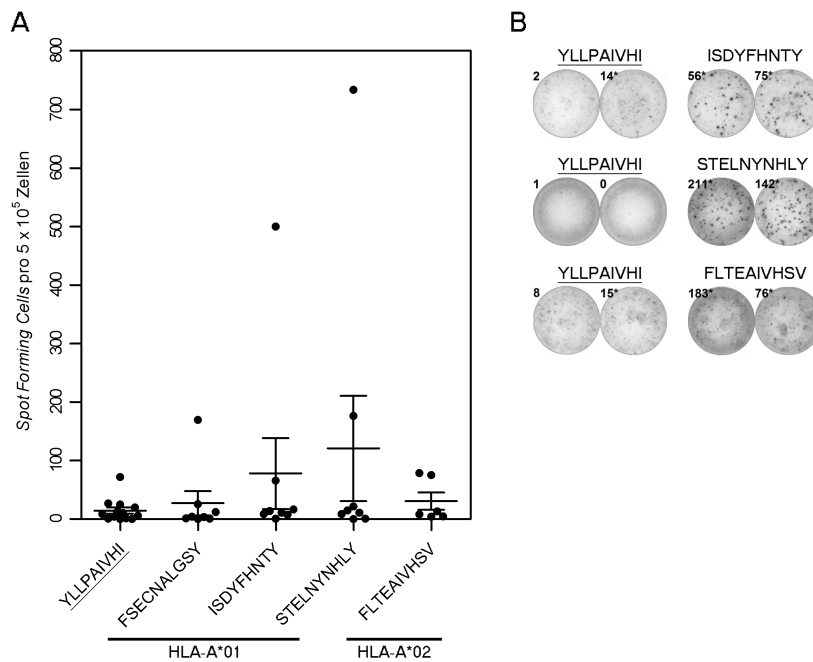 A
B
Spot Forming Cells pro 5 x 10⁵ Zellen
800
700
600
500
400
300
200
100
0
YLLPAIVHI
FSECNALGSY
ISDYFHNTY
STELNYNHLY
FLTEAIVHSV
HLA-A*01
HLA-A*02
YLLPAIVHI
ISDYFHNTY
2
14*
56*
75*
YLLPAIVHI
STELNYNHLY
1
0
211*
142*
YLLPAIVHI
FLTEAIVHSV
8
15*
183*
76*